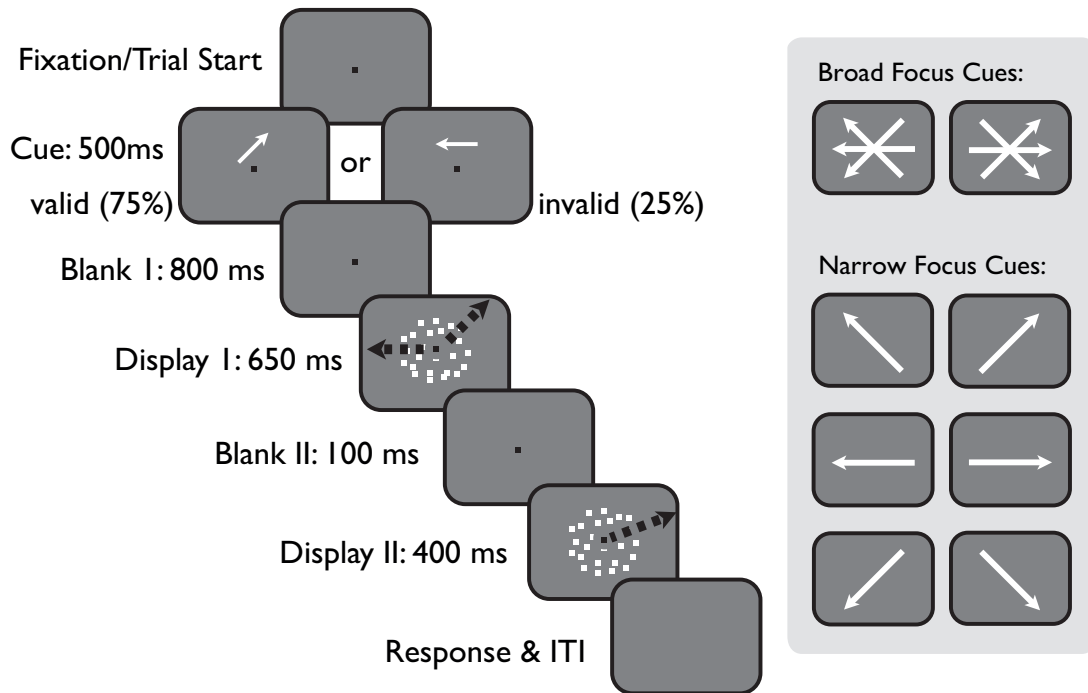 Fixation/Trial Start
Cue: 500ms
or
valid (75%)
invalid (25%)
Blank I: 800 ms
Display I: 650 ms
Blank II: 100 ms
Display II: 400 ms
Response & ITI
Broad Focus Cues:
Narrow Focus Cues: